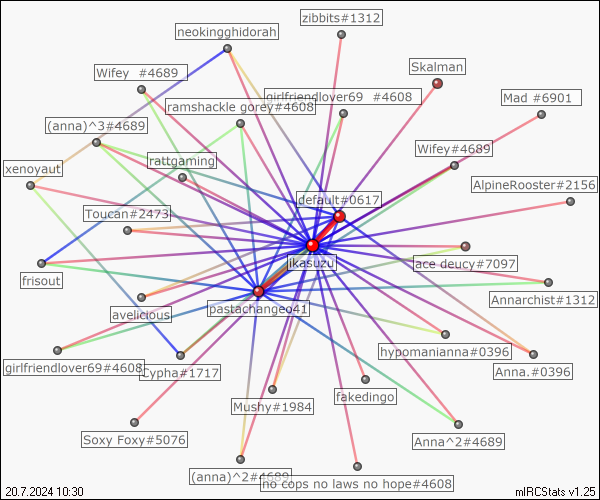 zibbits#1312
neokingghidorah
Skalman
Wifey  #4689
girlfriendlover69  #4608
Mad #6901
ramshackle gorey#4608
(anna)^3#4689
Wifey#4689
rattgaming
xenoyaut
AlpineRooster#2156
default#0617
Toucan#2473
jkasuzu
ace deucy#7097
frisout
Annarchist#1312
avelicious
pastachangeo41
hypomanianna#0396
girlfriendlover69#4608
Cypha#1717
Anna.#0396
fakedingo
Mushy#1984
Soxy Foxy#5076
Anna^2#4689
(anna)^2#4689
no cops no laws no hope#4608
20.7.2024 10:30
mIRCStats v1.25